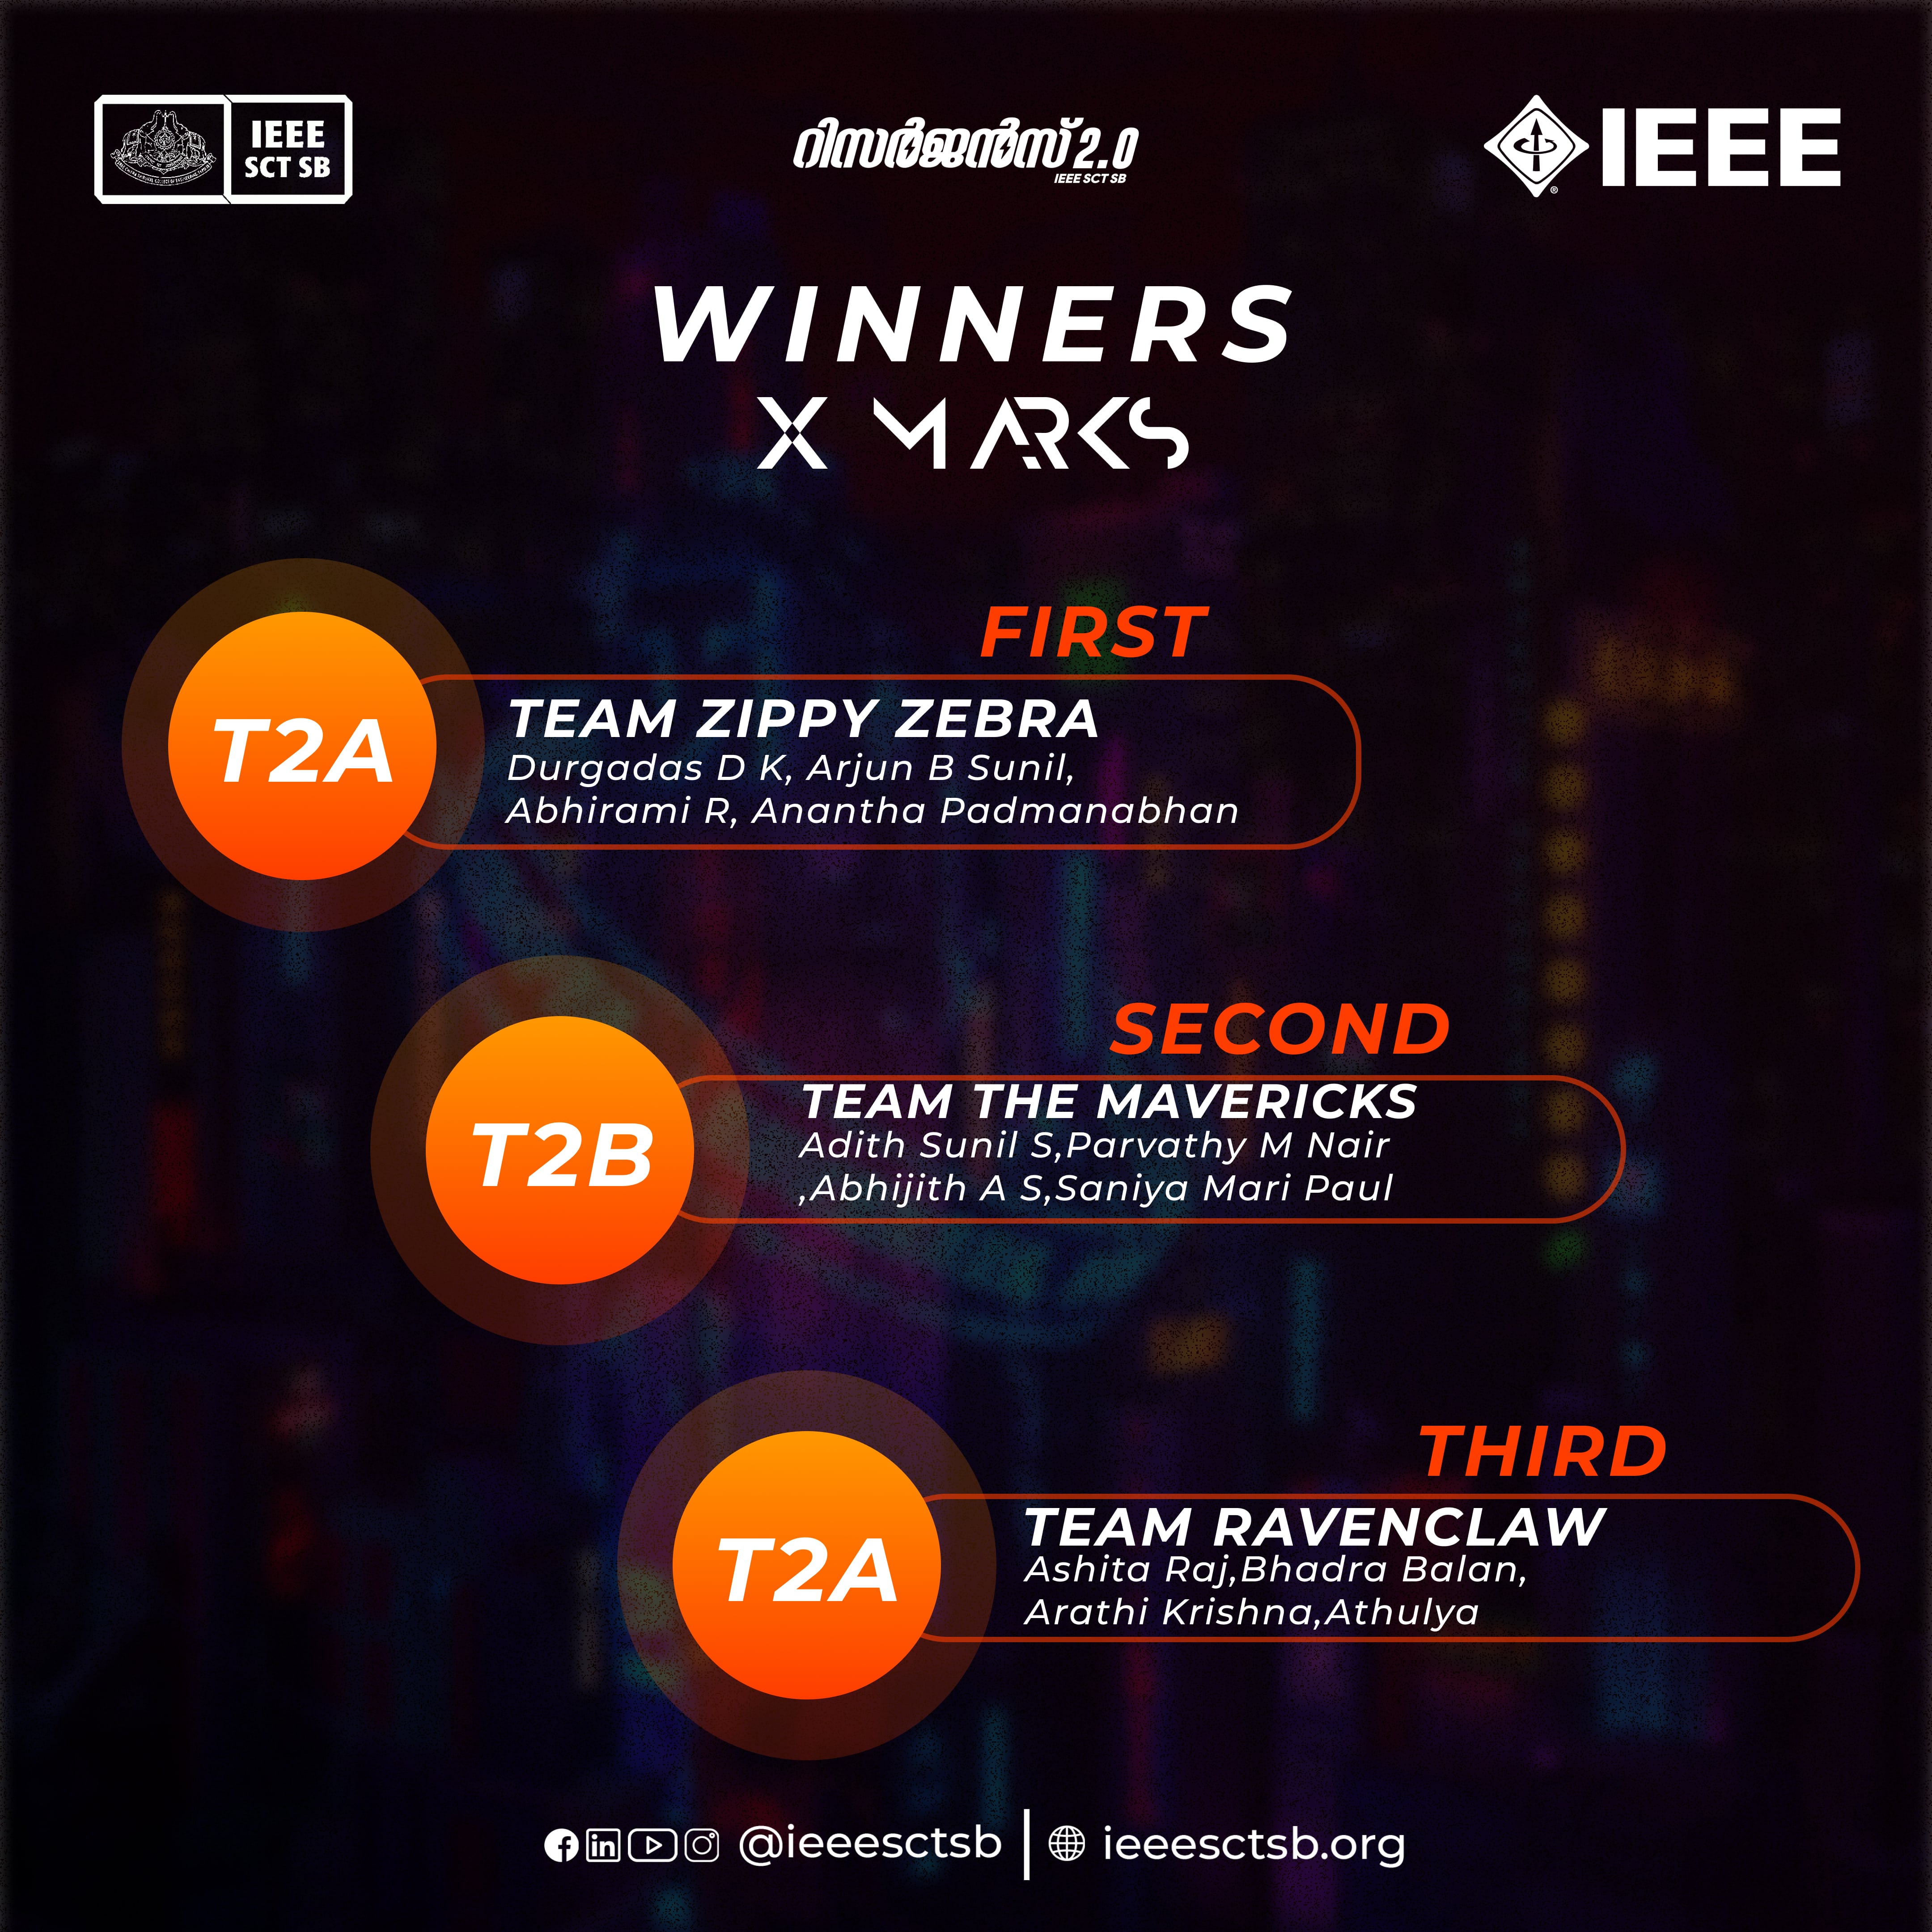 IEEE
SCT SB
റിസർജൻസ് 2.0
IEEE SCT SB
IEEE
WINNERS
X MARKS
FIRST
T2A
TEAM ZIPPY ZEBRA
Durgadas D K, Arjun B Sunil,
Abhirami R, Anantha Padmanabhan
SECOND
T2B
TEAM THE MAVERICKS
Adith Sunil S,Parvathy M Nair
,Abhijith A S,Saniya Mari Paul
THIRD
T2A
TEAM RAVENCLAW
Ashita Raj,Bhadra Balan,
Arathi Krishna,Athulya
@ieeesctsb | ieeesctsb.org